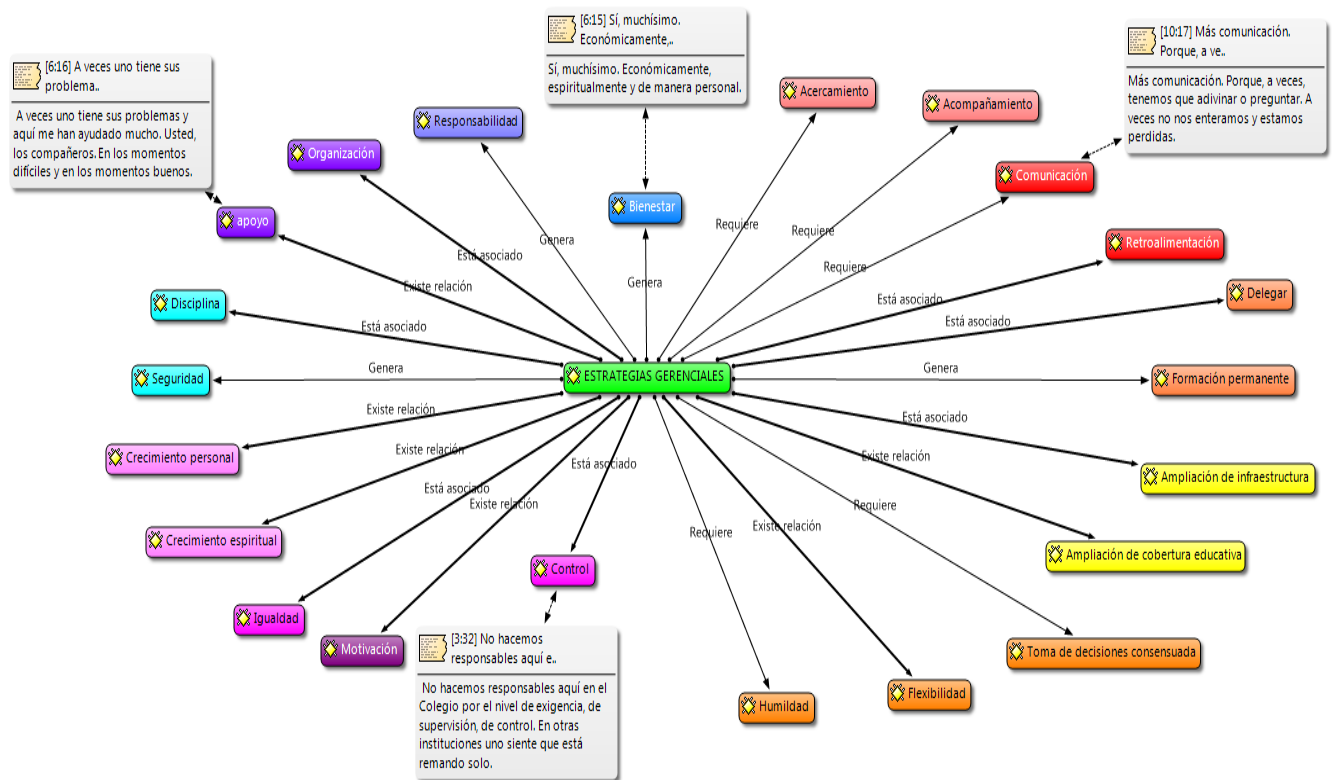 [6:15] Sí, muchísimo.
Económicamente,..
Sí, muchísimo. Económicamente,
espiritualmente y de manera personal.
[10:17] Más comunicación.
Porque, a ve..
Más comunicación. Porque, a veces,
tenemos que adivinar o preguntar. A
veces no nos enteramos y estamos
perdidas.
[6:16] A veces uno tiene sus
problema..
A veces uno tiene sus problemas y
aquí me han ayudado mucho. Usted,
los compañeros. En los momentos
difíciles y en los momentos buenos.
Acercamiento
Acompañamiento
Responsabilidad
Organización
Comunicación
Bienestar
apoyo
Retroalimentación
Delegar
Disciplina
Seguridad
Requiere
Requiere
Requiere
Genera
Genera
Está asociado
Existe relación
Está asociado
Está asociado
Está asociado
Genera
ESTRATEGIAS GERENCIALES
Genera
Formación permanente
Existe relación
Está asociado
Crecimiento personal
Existe relación
Está asociado
Existe relación
Ampliación de infraestructura
Está asociado
Existe relación
Requiere
Crecimiento espiritual
Requiere
Existe relación
Ampliación de cobertura educativa
Control
Igualdad
Motivación
Toma de decisiones consensuada
Flexibilidad
Humildad
[3:32] No hacemos
responsables aquí e..
No hacemos responsables aquí en el
Colegio por el nivel de exigencia, de
supervisión, de control. En otras
instituciones uno siente que está
remando solo.